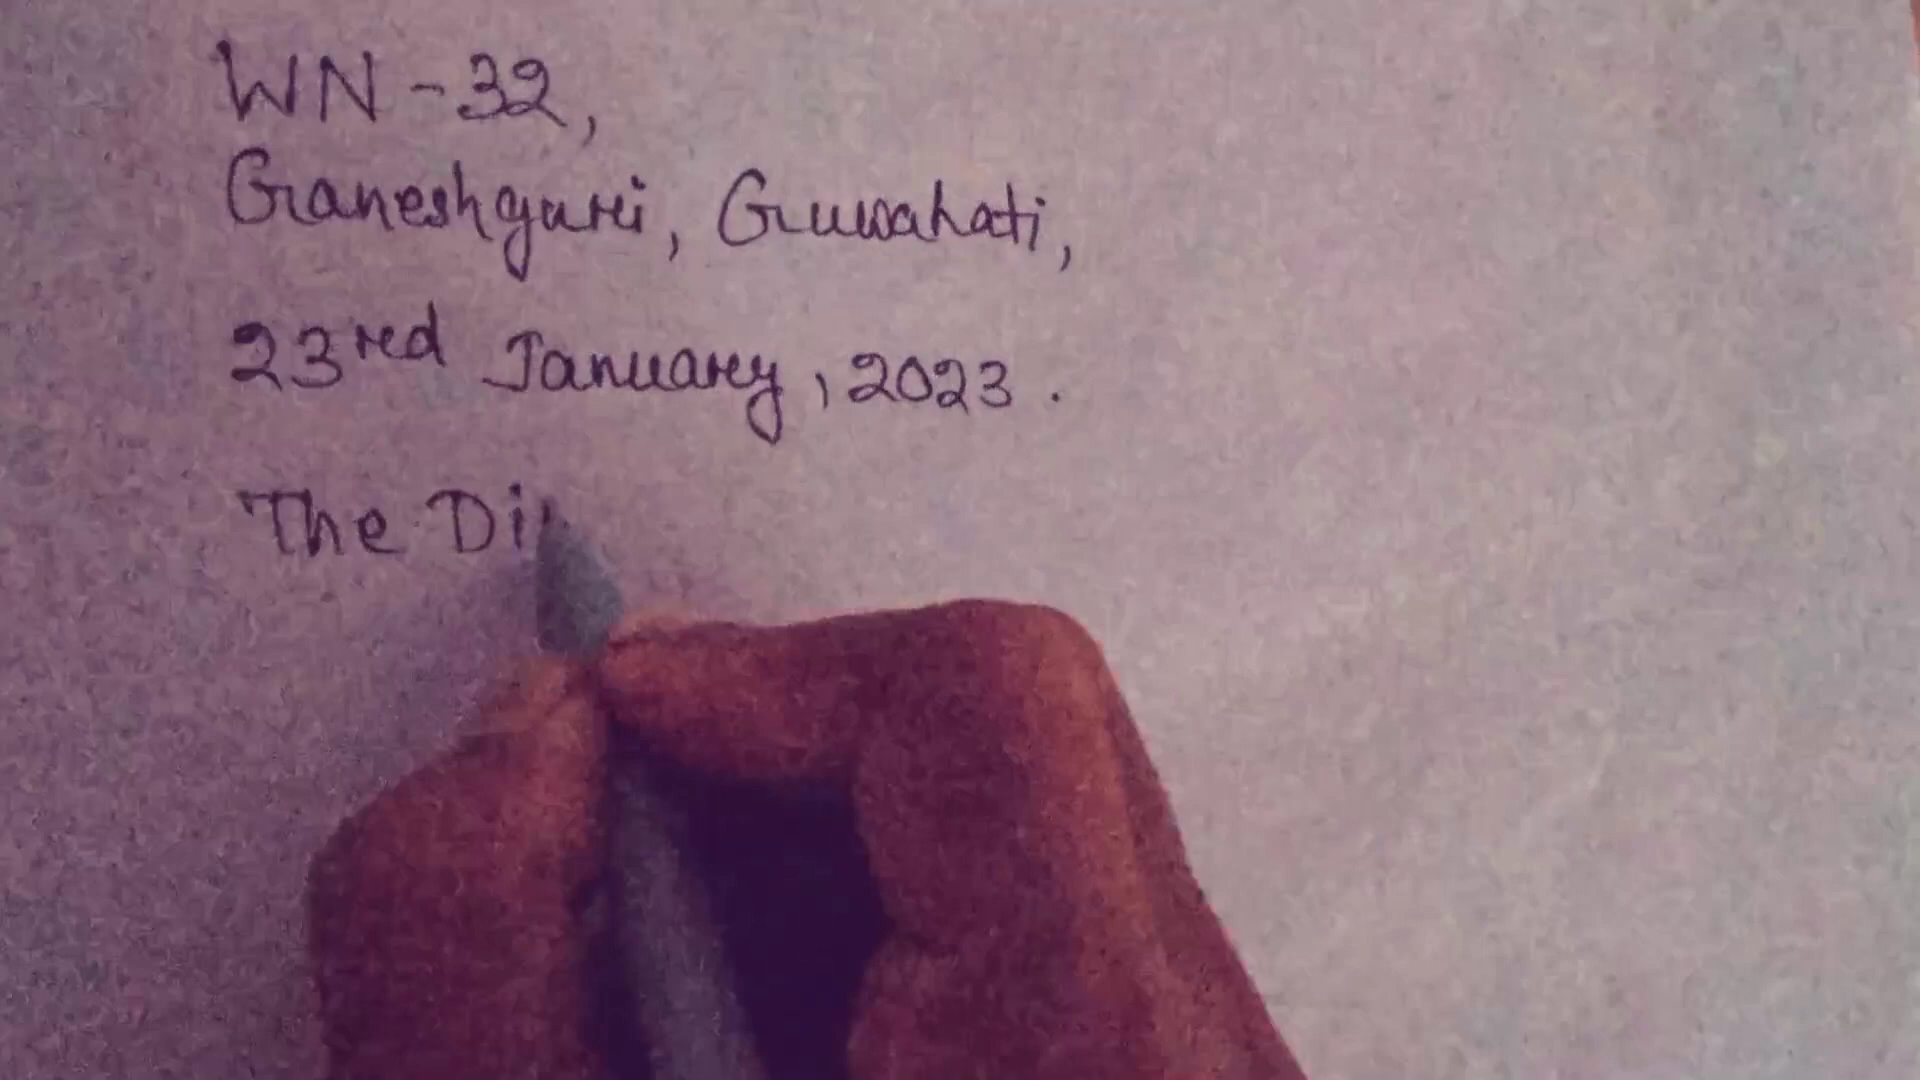 WN-32,
Ganeshguri, Guwahati,
23rd January, 2023.
The